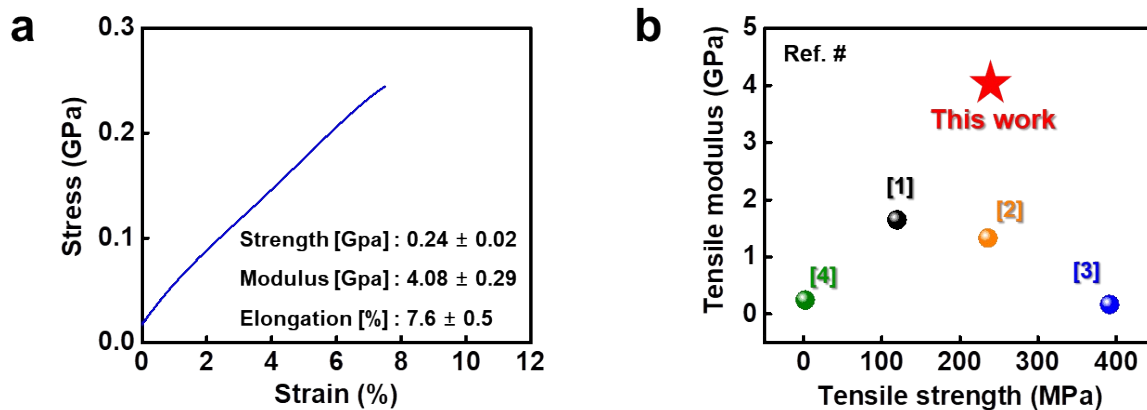 a
0.3
0.2
0.1
0.0
Stress (GPa)
Strength [Gpa] : 0.24 ± 0.02
Modulus [Gpa] : 4.08 ± 0.29
Elongation [%] : 7.6 ± 0.5
0 2 4 6 8 10 12
Strain (%)
b
5
4
3
2
1
0
Tensile modulus (GPa)
Ref. #
This work
[1]
[2]
[3]
[4]
0 100 200 300 400
Tensile strength (MPa)